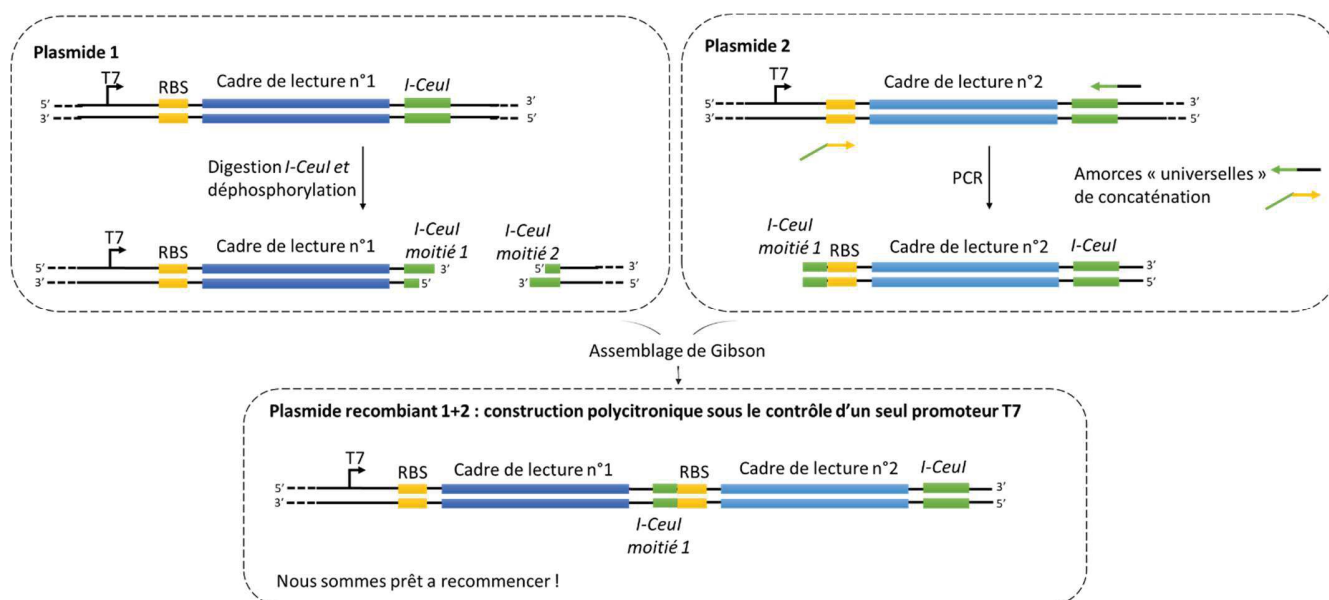 Plasmide 1
T7
RBS
Cadre de lecture n°1
I-CeuI
5’
3’
3’
5’
Digestion I-CeuI et
déphosphorylation
T7
RBS
Cadre de lecture n°1
I-CeuI
moitié 1
I-CeuI
moitié 2
5’
3’
5’
3’
3’
5’
3’
5’
Plasmide 2
T7
RBS
Cadre de lecture n°2
I-CeuI
5’
3’
3’
5’
PCR
Amorces « universelles »
de concaténation
I-CeuI
moitié 1
RBS
Cadre de lecture n°2
I-CeuI
3’
5’
Assemblage de Gibson
Plasmide recombiant 1+2 : construction polycitronique sous le contrôle d’un seul promoteur T7
T7
RBS
Cadre de lecture n°1
RBS
Cadre de lecture n°2
I-CeuI
5’
3’
3’
5’
I-CeuI
moitié 1
Nous sommes prêt a recommencer !